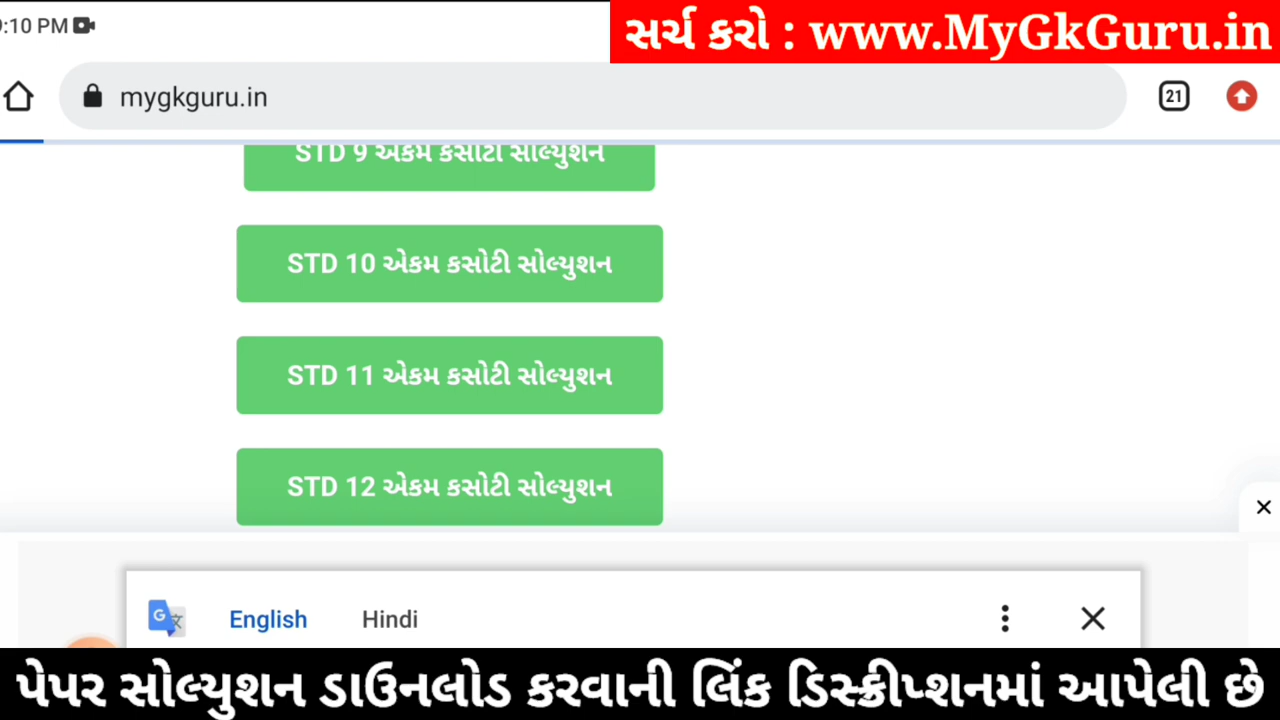 9:10 PM
સર્ચ કરો : www.MyGkGuru.in
mygkguru.in
21
STD 9 એકમ કસોટી સોલ્યુશન
STD 10 એકમ કસોટી સોલ્યુશન
STD 11 એકમ કસોટી સોલ્યુશન
STD 12 એકમ કસોટી સોલ્યુશન
English Hindi
પેપર સોલ્યુશન ડાઉનલોડ કરવાની લિંક ડિસ્ક્રીપ્શનમાં આપેલી છે